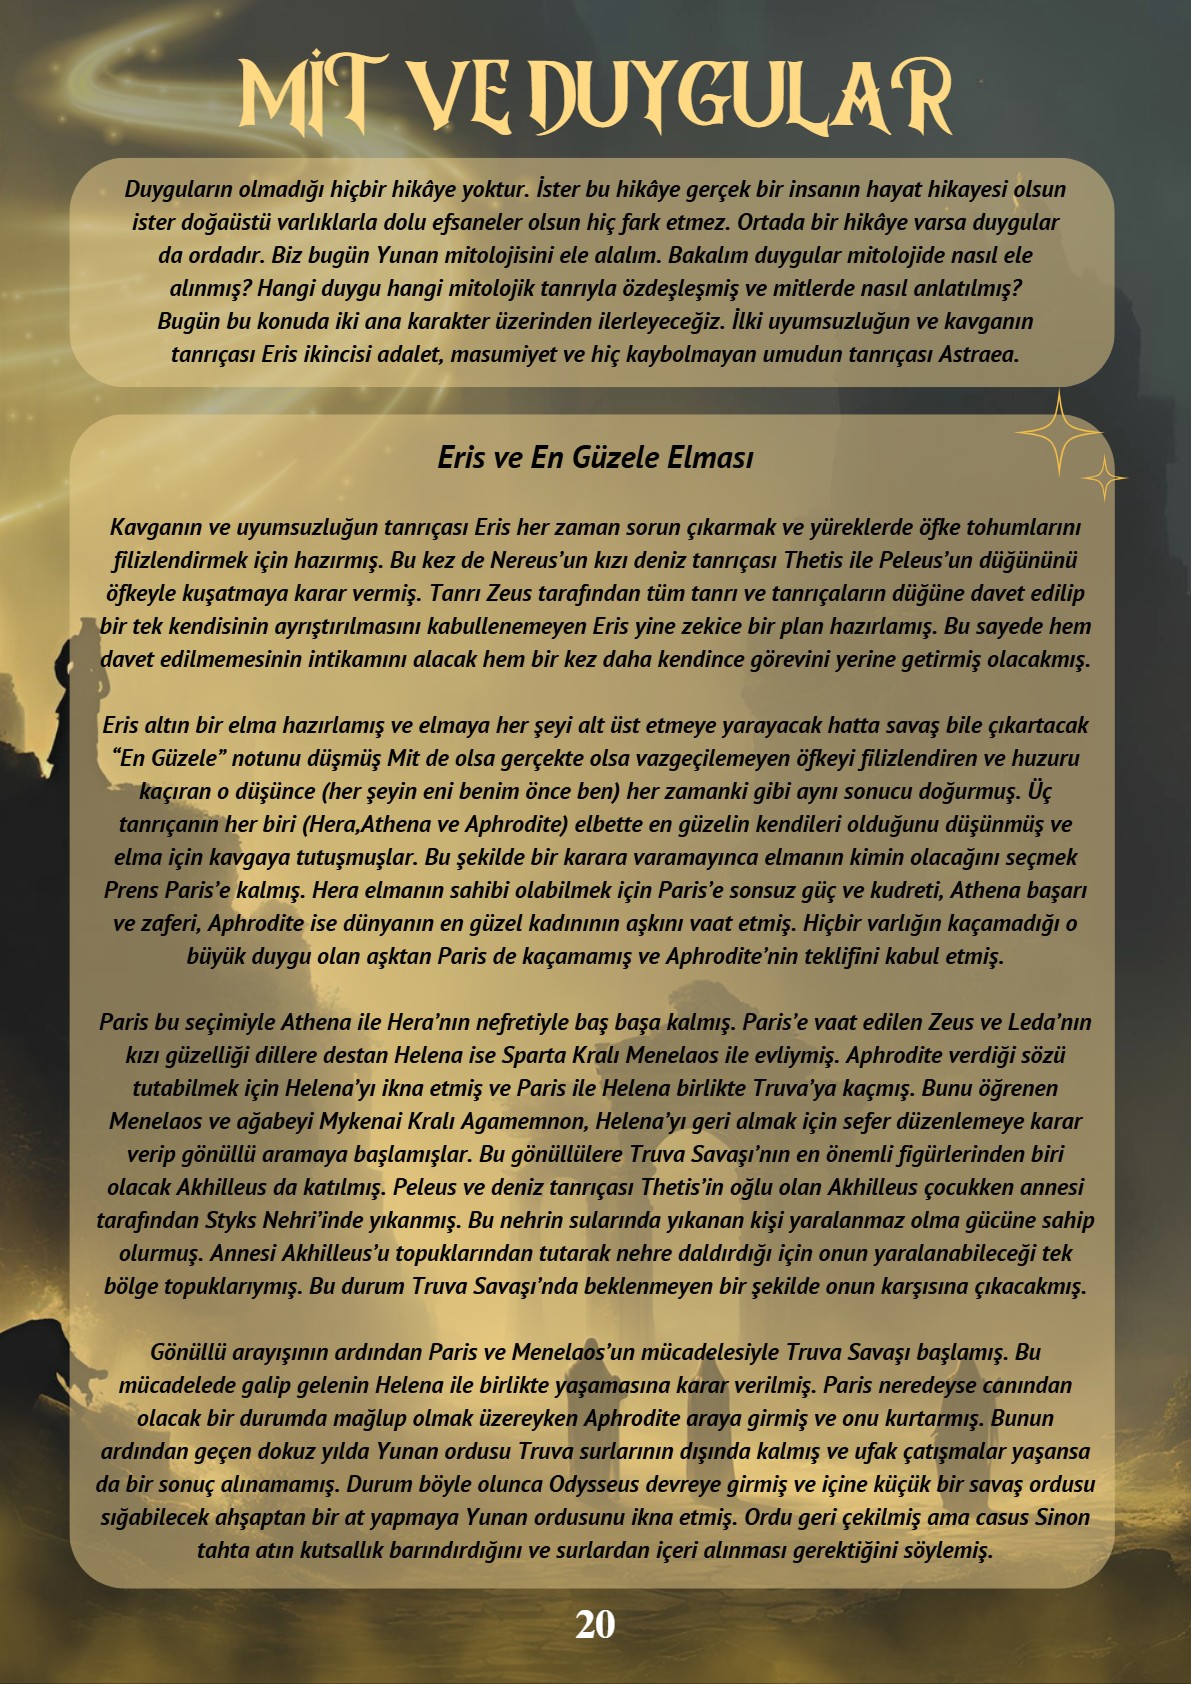 MİT VE DUYGULAR
Duyguların olmadığı hiçbir hikâye yoktur. İster bu hikâye gerçek bir insanın hayat hikayesi olsun
ister doğaüstü varlıklarla dolu efsaneler olsun hiç fark etmez. Ortada bir hikâye varsa duygular
da ordadır. Biz bugün Yunan mitolojisini ele alalım. Bakalım duygular mitolojide nasıl ele
alınmış? Hangi duygu hangi mitolojik tanrıyla özdeşleşmiş ve mitlerde nasıl anlatılmış?
Bugün bu konuda iki ana karakter üzerinden ilerleyeceğiz. İlki uyumsuzluğun ve kavganın
tanrıçası Eris ikincisi adalet, masumiyet ve hiç kaybolmayan umudun tanrıçası Astraea.
Eris ve En Güzele Elması
Kavganın ve uyumsuzluğun tanrıçası Eris her zaman sorun çıkarmak ve yüreklerde öfke tohumlarını
filizlendirmek için hazırmış. Bu kez de Nereus’un kızı deniz tanrıçası Thetis ile Peleus’un düğününü
öfkeyle kuşatmaya karar vermiş. Tanrı Zeus tarafından tüm tanrı ve tanrıçaların düğüne davet edilip
bir tek kendisinin ayrıştırılmasını kabullenemeyen Eris yine zekice bir plan hazırlamış. Bu sayede hem
davet edilmemesinin intikamını alacak hem bir kez daha kendince görevini yerine getirmiş olacakmış.
Eris altın bir elma hazırlamış ve elmaya her şeyi alt üst etmeye yarayacak hatta savaş bile çıkartacak
“En Güzele” notunu düşmüş Mit de olsa gerçekte olsa vazgeçilemeyen öfkeyi filizlendiren ve huzuru
kaçıran o düşünce (her şeyin eni benim önce ben) her zamanki gibi aynı sonucu doğurmuş. Üç
tanrıçanın her biri (Hera,Athena ve Aphrodite) elbette en güzelin kendileri olduğunu düşünmüş ve
elma için kavgaya tutuşmuşlar. Bu şekilde bir karara varamayınca elmanın kimin olacağını seçmek
Prens Paris’e kalmış. Hera elmanın sahibi olabilmek için Paris’e sonsuz güç ve kudreti, Athena başarı
ve zaferi, Aphrodite ise dünyanın en güzel kadınının aşkını vaat etmiş. Hiçbir varlığın kaçamadığı o
büyük duygu olan aşktan Paris de kaçamamış ve Aphrodite’nin teklifini kabul etmiş.
Paris bu seçimiyle Athena ile Hera’nın nefretiyle baş başa kalmış. Paris’e vaat edilen Zeus ve Leda’nın
kızı güzelliği dillere destan Helena ise Sparta Kralı Menelaos ile evliymiş. Aphrodite verdiği sözü
tutabilmek için Helena’yı ikna etmiş ve Paris ile Helena birlikte Truva’ya kaçmış. Bunu öğrenen
Menelaos ve ağabeyi Mykenai Kralı Agamemnon, Helena’yı geri almak için sefer düzenlemeye karar
verip gönüllü aramaya başlamışlar. Bu gönüllülere Truva Savaşı’nın en önemli figürlerinden biri
olacak Akhilleus da katılmış. Peleus ve deniz tanrıçası Thetis’in oğlu olan Akhilleus çocukken annesi
tarafından Styks Nehri’inde yıkanmış. Bu nehrin sularında yıkanan kişi yaralanmaz olma gücüne sahip
olurmuş. Annesi Akhilleus’u topuklarından tutarak nehre daldırdığı için onun yaralanabileceği tek
bölge topuklarıymış. Bu durum Truva Savaşı’nda beklenmeyen bir şekilde onun karşısına çıkacakmış.
Gönüllü arayışının ardından Paris ve Menelaos’un mücadelesiyle Truva Savaşı başlamış. Bu
mücadelede galip gelenin Helena ile birlikte yaşamasına karar verilmiş. Paris neredeyse canından
olacak bir durumda mağlup olmak üzereyken Aphrodite araya girmiş ve onu kurtarmış. Bunun
ardından geçen dokuz yılda Yunan ordusu Truva surlarının dışında kalmış ve ufak çatışmalar yaşansa
da bir sonuç alınamamış. Durum böyle olunca Odysseus devreye girmiş ve içine küçük bir savaş ordusu
sığabilecek ahşaptan bir at yapmaya Yunan ordusunu ikna etmiş. Ordu geri çekilmiş ama casus Sinon
tahta atın kutsallık barındırdığını ve surlardan içeri alınması gerektiğini söylemiş.
20